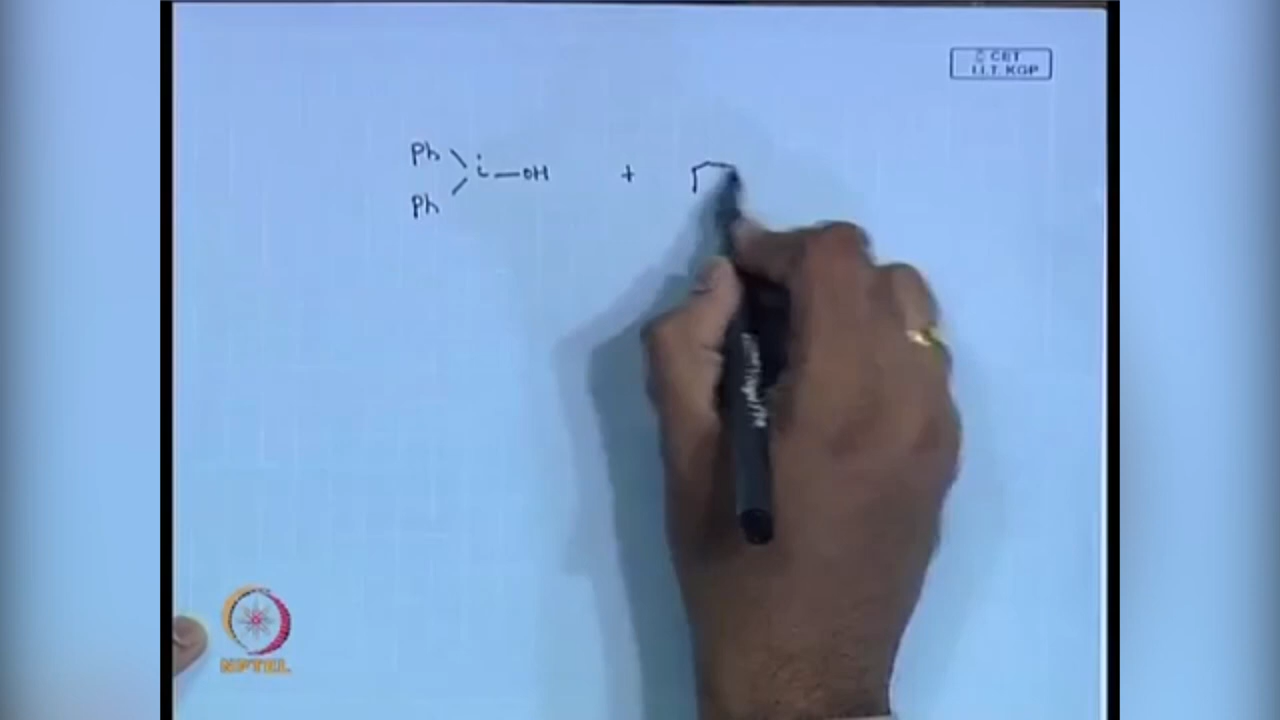 © CET
I.I.T. KGP
Ph
Ċ—OH +
Ph
NPTEL